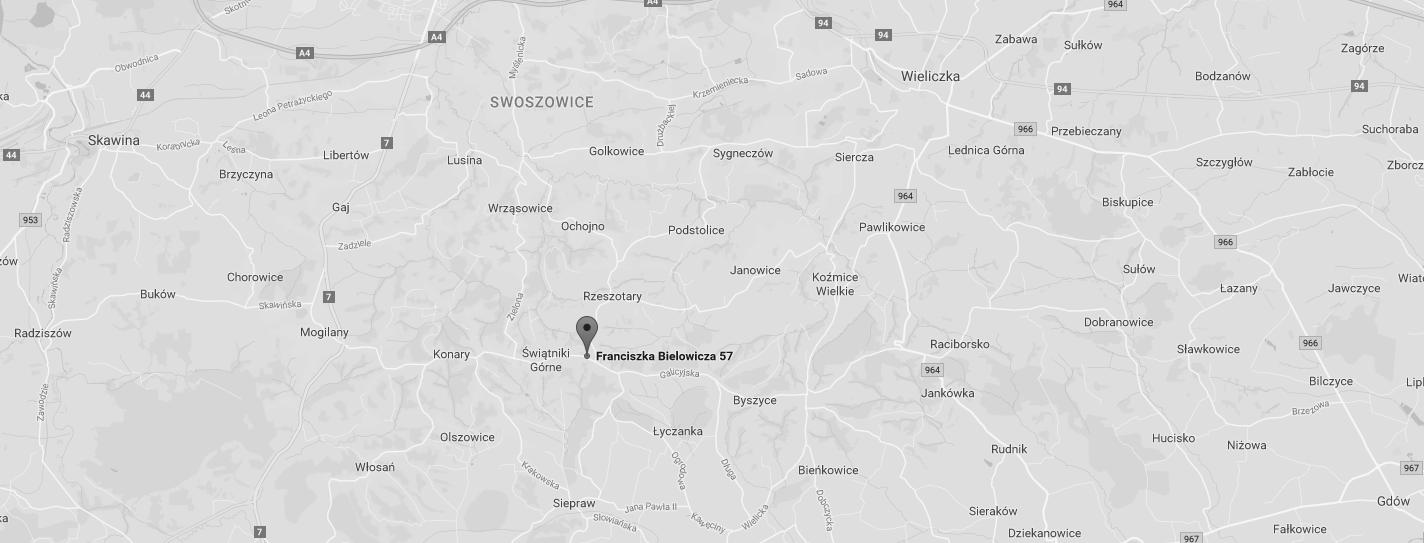 A4
964
94
94
Zabawa
Sułków
Zagórze
A4
A4
Obwodnica
Myślenicka
Krzemieniecka
Sadowa
Wieliczka
Bodzanów
94
94
44
Leona Petrażyckiego
SWOSZOWICE
Drużbackiej
Skawina
Korabnicka
Leśna
7
966
Przebieczany
Suchoraba
44
Libertów
Lusina
Golkowice
Sygneczów
Siercza
Lednica Górna
Szczygłów
Zabłocie
Brzyczyna
953
Radziszowska
Gaj
Wrząsowice
964
Biskupice
Zadziele
Ochojno
Podstolice
Pawlikowice
966
Chorowice
Janowice
Koźmice
Wielkie
Sułów
Buków
Skawińska
Skawińska
7
Zielona
Rzeszotary
Łazany
Jawczyce
Radziszów
Mogilany
Dobranowice
Konary
Świątniki
Górne
Franciszka Bielowicza 57
Raciborsko
Sławkowice
966
Galicyjska
964
Jankówka
Bilczyce
Zawodzie
Byszyce
Brzezowa
Olszowice
Łyczanka
Hucisko
Niżowa
Włosań
Krakowska
Ogrodowa
Długa
Bieńkowice
Rudnik
967
Siepraw
Jana Pawła II
Słowiańska
Kawęciny
Wielicka
Dobczycka
Sieraków
Gdów
7
Dziekanowice
967
Fałkowice